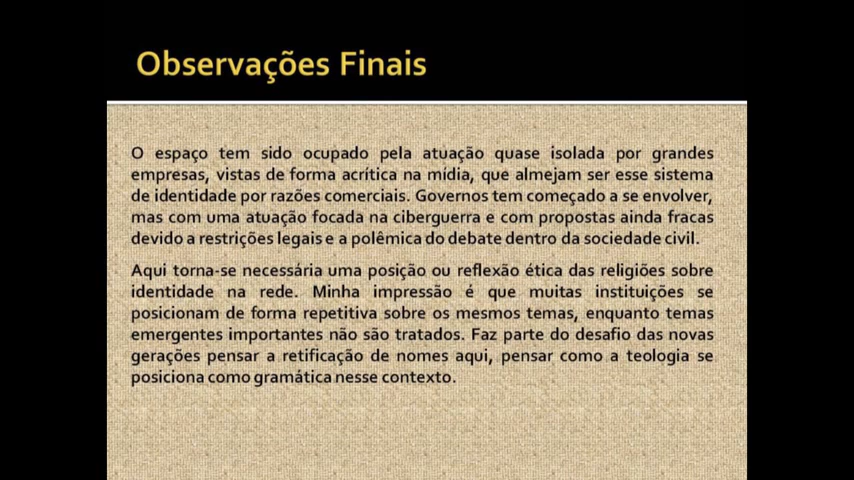 Observações Finais
O espaço tem sido ocupado pela atuação quase isolada por grandes
empresas, vistas de forma acrítica na mídia, que almejam ser esse sistema
de identidade por razões comerciais. Governos tem começado a se envolver,
mas com uma atuação focada na ciberguerra e com propostas ainda fracas
devido a restrições legais e a polêmica do debate dentro da sociedade civil.
Aqui torna-se necessária uma posição ou reflexão ética das religiões sobre
identidade na rede. Minha impressão é que muitas instituições se
posicionam de forma repetitiva sobre os mesmos temas, enquanto temas
emergentes importantes não são tratados. Faz parte do desafio das novas
gerações pensar a retificação de nomes aqui, pensar como a teologia se
posiciona como gramática nesse contexto.